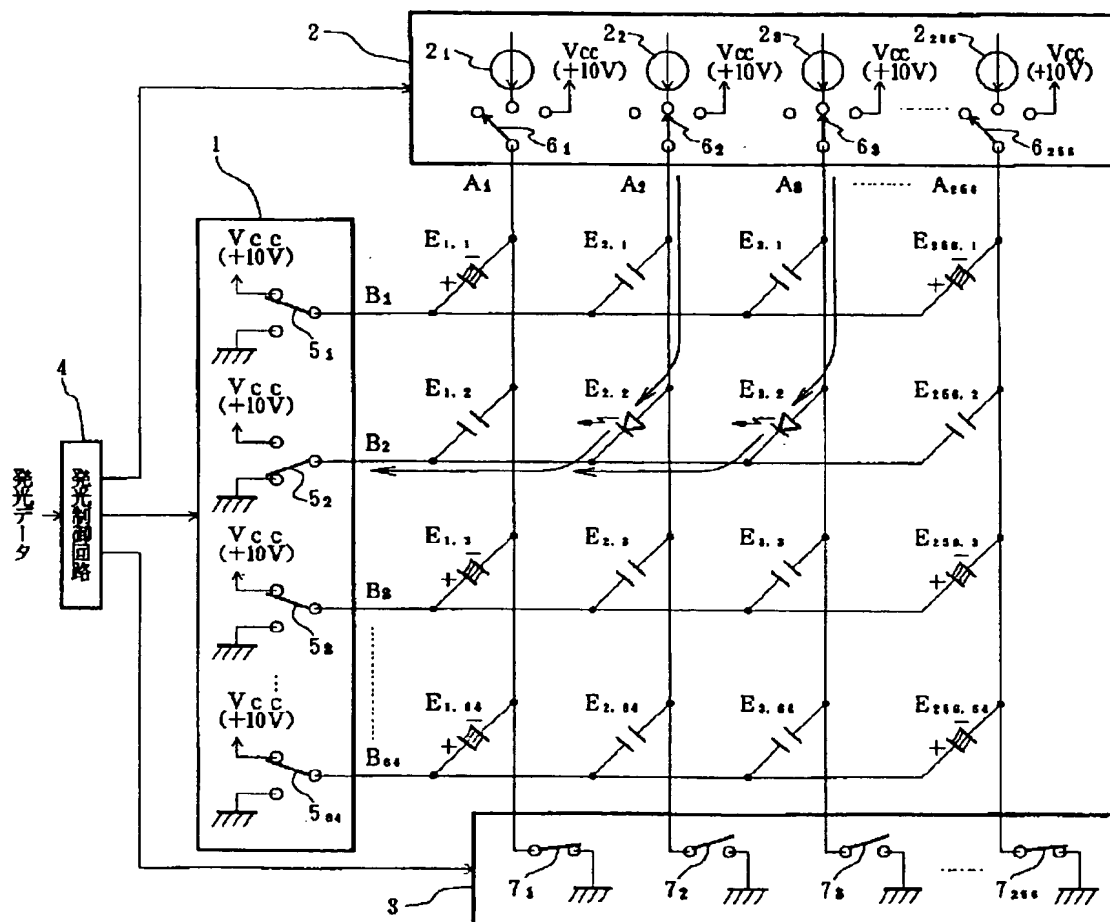 2
2₁
2₂
2₃
2₂₅₆
Vcc
(+10V)
Vcc
(+10V)
Vcc
(+10V)
Vcc
(+10V)
6₁
6₂
6₃
6₂₅₆
1
A₁
A₂
A₃
A₂₅₆
Vcc
(+10V)
B₁
5₁
E₁,₁
E₂,₁
E₃,₁
E₂₅₆,₁
+
−
+
−
4
発光データ
発光制御回路
Vcc
(+10V)
B₂
5₂
E₁,₂
E₂,₂
E₃,₂
E₂₅₆,₂
Vcc
(+10V)
B₃
5₃
E₁,₃
E₂,₃
E₃,₃
E₂₅₆,₃
+
−
+
−
Vcc
(+10V)
B₆₄
5₆₄
E₁,₆₄
E₂,₆₄
E₃,₆₄
E₂₅₆,₆₄
+
−
+
−
3
7₁
7₂
7₃
7₂₅₆